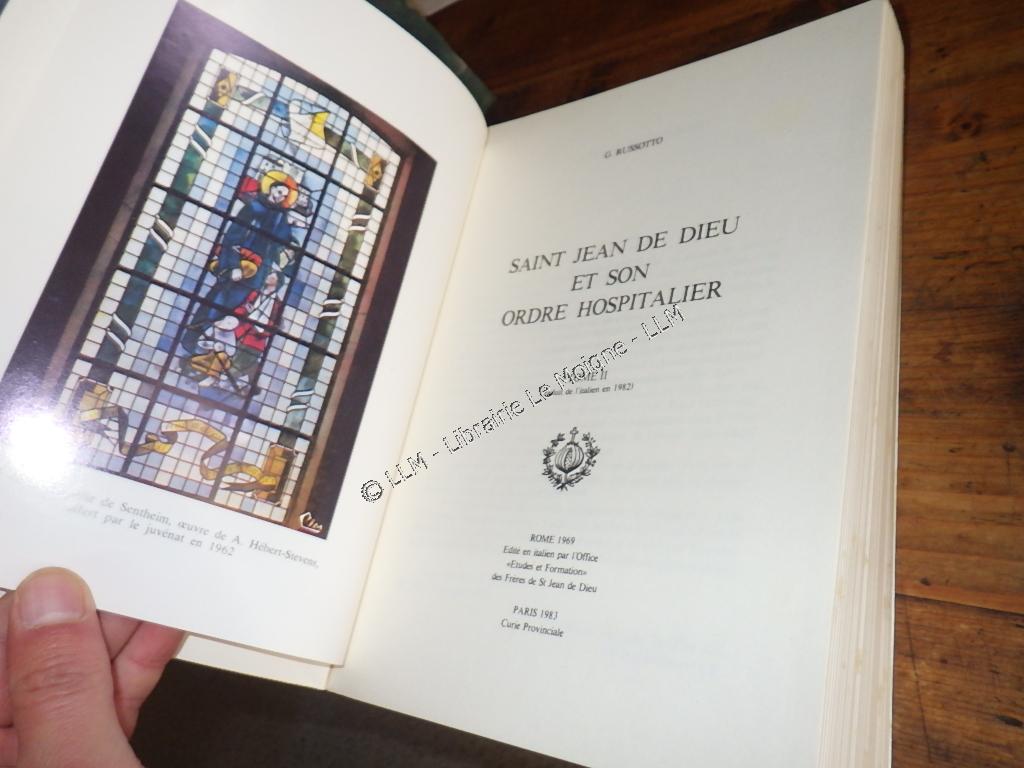 de Sentheim, œuvre de A. Hébert-Stevens,
par le juvénat en 1962
G. RUSSOTTO
SAINT JEAN DE DIEU
ET SON
ORDRE HOSPITALIER
II
de l'italien en 1982)
© LLM - Librairie Le Moigne - LLM
ROME 1969
Edité en italien par l'Office
«Etudes et Formation»
des Frères de St Jean de Dieu
PARIS 1983
Curie Provinciale